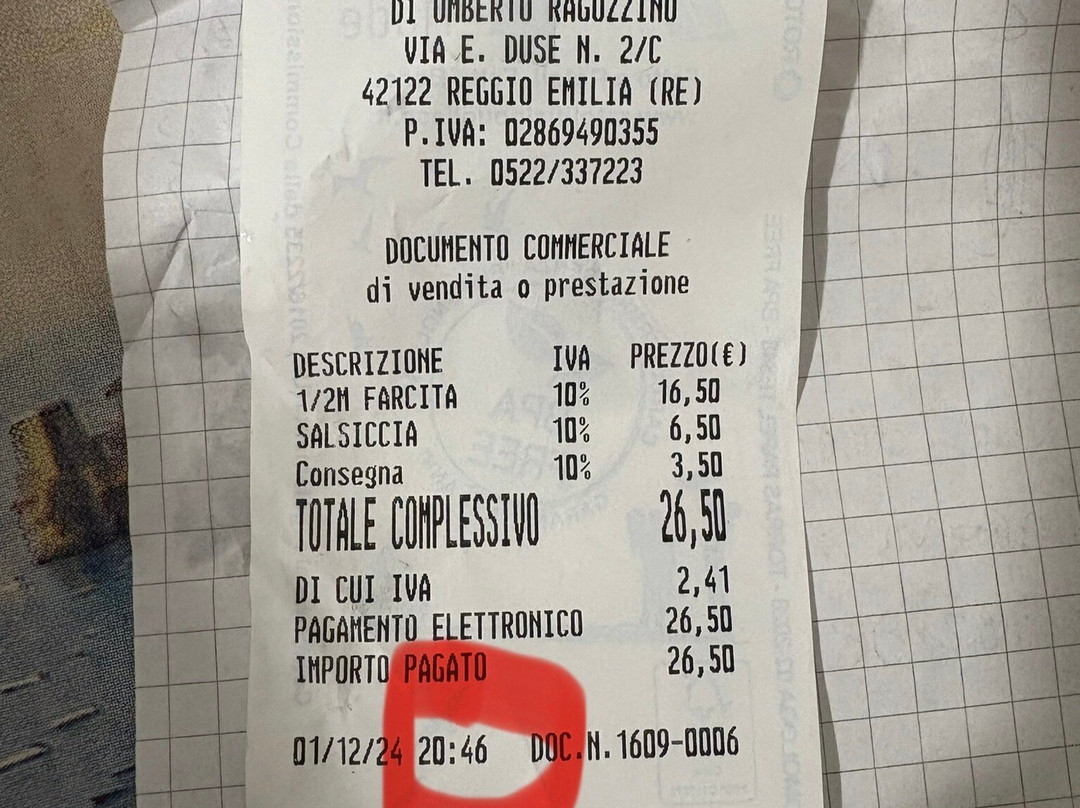 DI UMBERTO RAGOZZINO
VIA E. DUSE N. 2/C
42122 REGGIO EMILIA (RE)
P.IVA: 02869490355
TEL. 0522/337223
DOCUMENTO COMMERCIALE
di vendita o prestazione
DESCRIZIONE IVA PREZZO(€)
1/2M FARCITA 10% 16,50
SALSICCIA 10% 6,50
Consegna 10% 3,50
TOTALE COMPLESSIVO 26,50
DI CUI IVA 2,41
PAGAMENTO ELETTRONICO 26,50
IMPORTO PAGATO 26,50
01/12/24 20:46 DOC.N.1609-0006